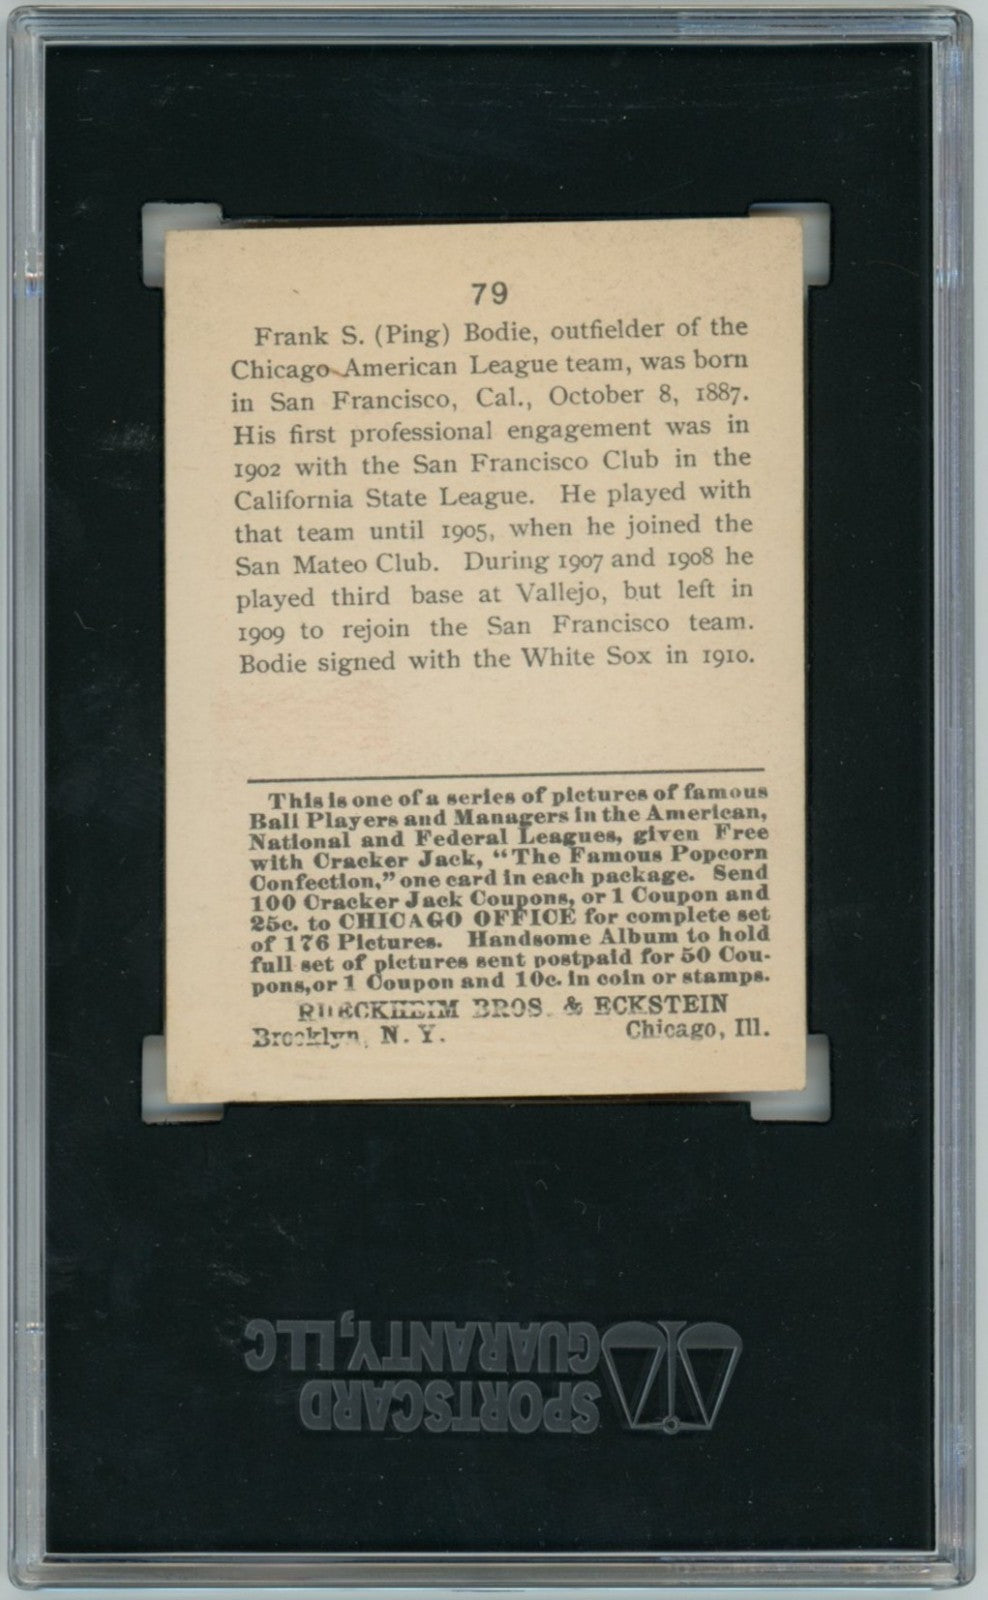 79
Frank S. (Ping) Bodie, outfielder of the
Chicago American League team, was born
in San Francisco, Cal., October 8, 1887.
His first professional engagement was in
1902 with the San Francisco Club in the
California State League. He played with
that team until 1905, when he joined the
San Mateo Club. During 1907 and 1908 he
played third base at Vallejo, but left in
1909 to rejoin the San Francisco team.
Bodie signed with the White Sox in 1910.
This is one of a series of pictures of famous
Ball Players and Managers in the American,
National and Federal Leagues, given Free
with Cracker Jack, “The Famous Popcorn
Confection,” one card in each package. Send
100 Cracker Jack Coupons, or 1 Coupon and
25c. to CHICAGO OFFICE for complete set
of 176 Pictures. Handsome Album to hold
full set of pictures sent postpaid for 50 Cou-
pons, or 1 Coupon and 10c. in coin or stamps.
RUECKHEIM BROS. & ECKSTEIN
Brooklyn, N. Y. Chicago, Ill.
SPORTSCARD
GUARANTY, LLC